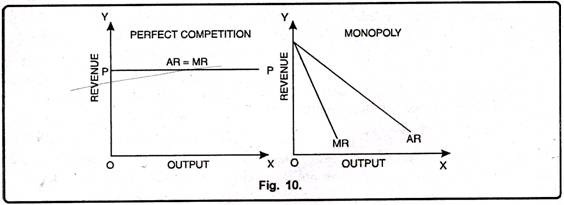 Y
PERFECT COMPETITION
AR = MR
P
P
REVENUE
O
OUTPUT
X
Y
MONOPOLY
REVENUE
MR
AR
O
OUTPUT
X
Fig. 10.